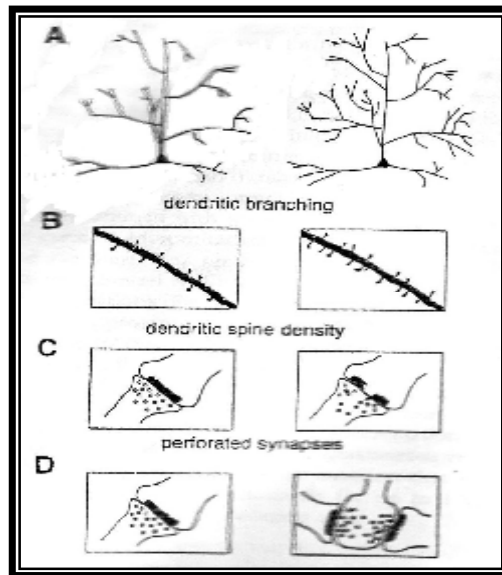 A
dendritic branching
B
dendritic spine density
C
perforated synapses
D